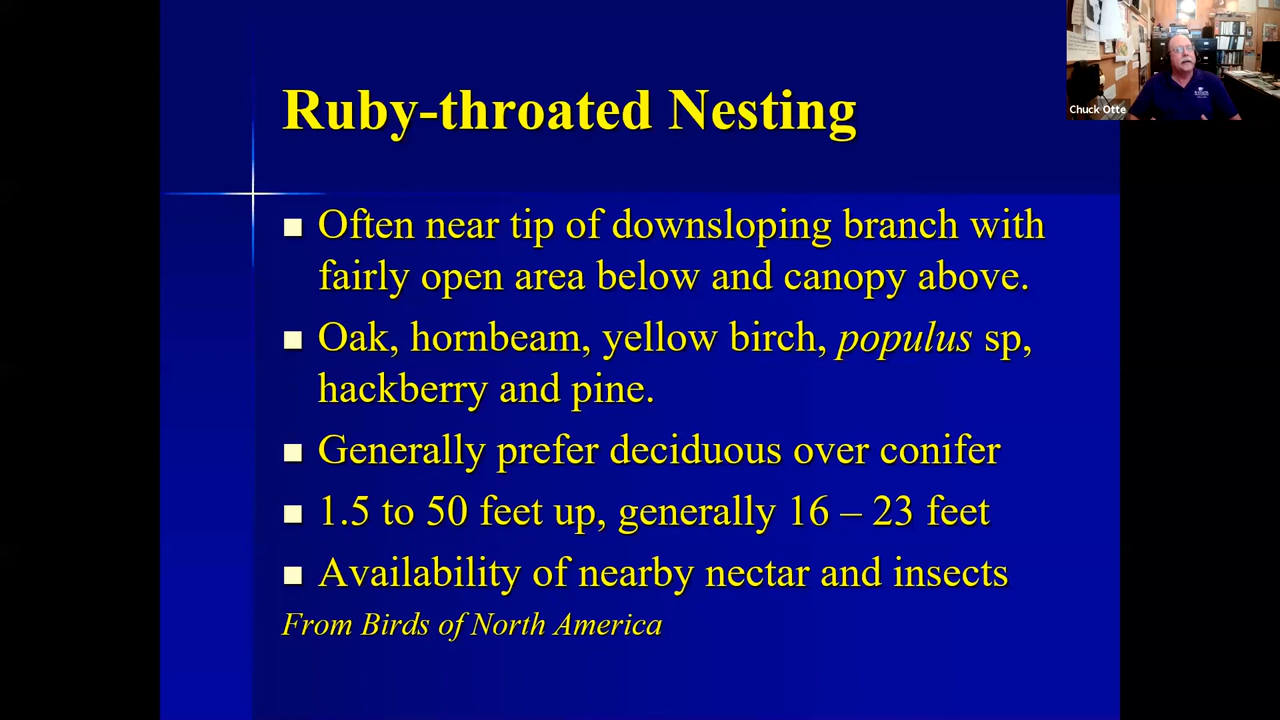 Chuck Otte
Ruby-throated Nesting
Often near tip of downsloping branch with
fairly open area below and canopy above.
Oak, hornbeam, yellow birch, populus sp,
hackberry and pine.
Generally prefer deciduous over conifer
1.5 to 50 feet up, generally 16 – 23 feet
Availability of nearby nectar and insects
From Birds of North America